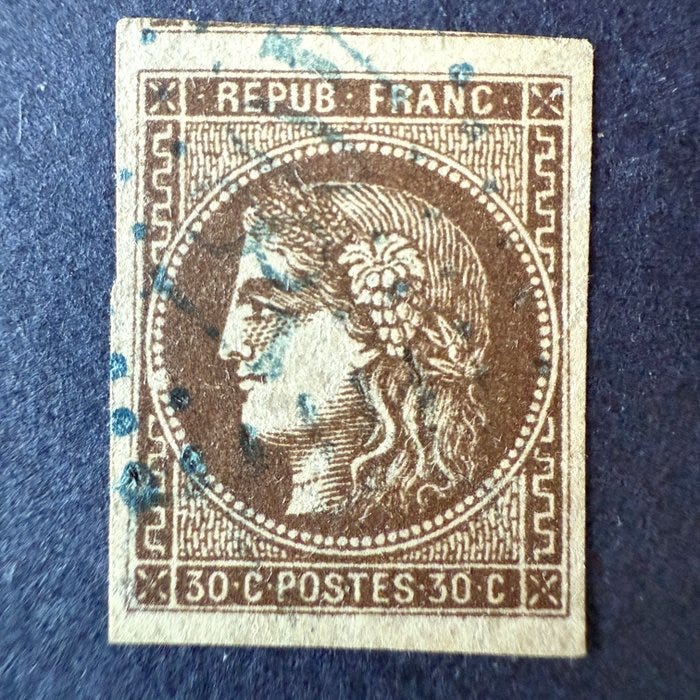 · REPUB · FRANC ·
30 · C POSTES 30 · C